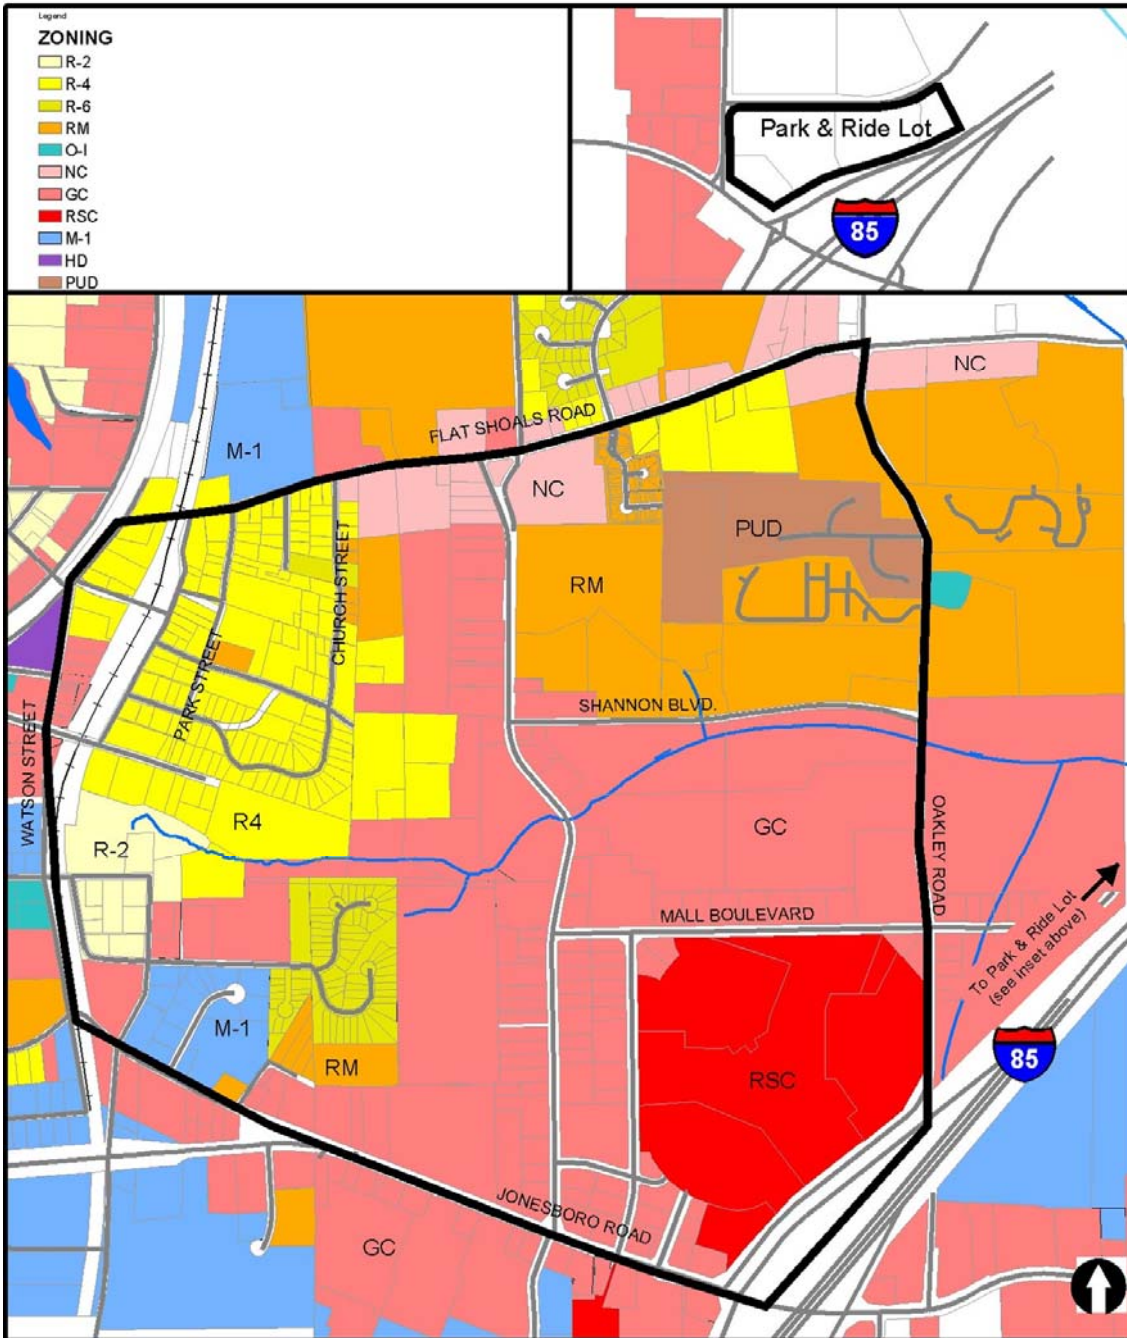 Legend
ZONING
R-2
R-4
R-6
RM
O-I
NC
GC
RSC
M-1
HD
PUD
Park & Ride Lot
85
NC
FLAT SHOALS ROAD
M-1
NC
PUD
CHURCH STREET
RM
PARK STREET
SHANNON BLVD.
WATSON STREET
R4
R-2
GC
OAKLEY ROAD
MALL BOULEVARD
To Park & Ride Lot
(see inset above)
M-1
85
RM
RSC
JONESBORO ROAD
GC